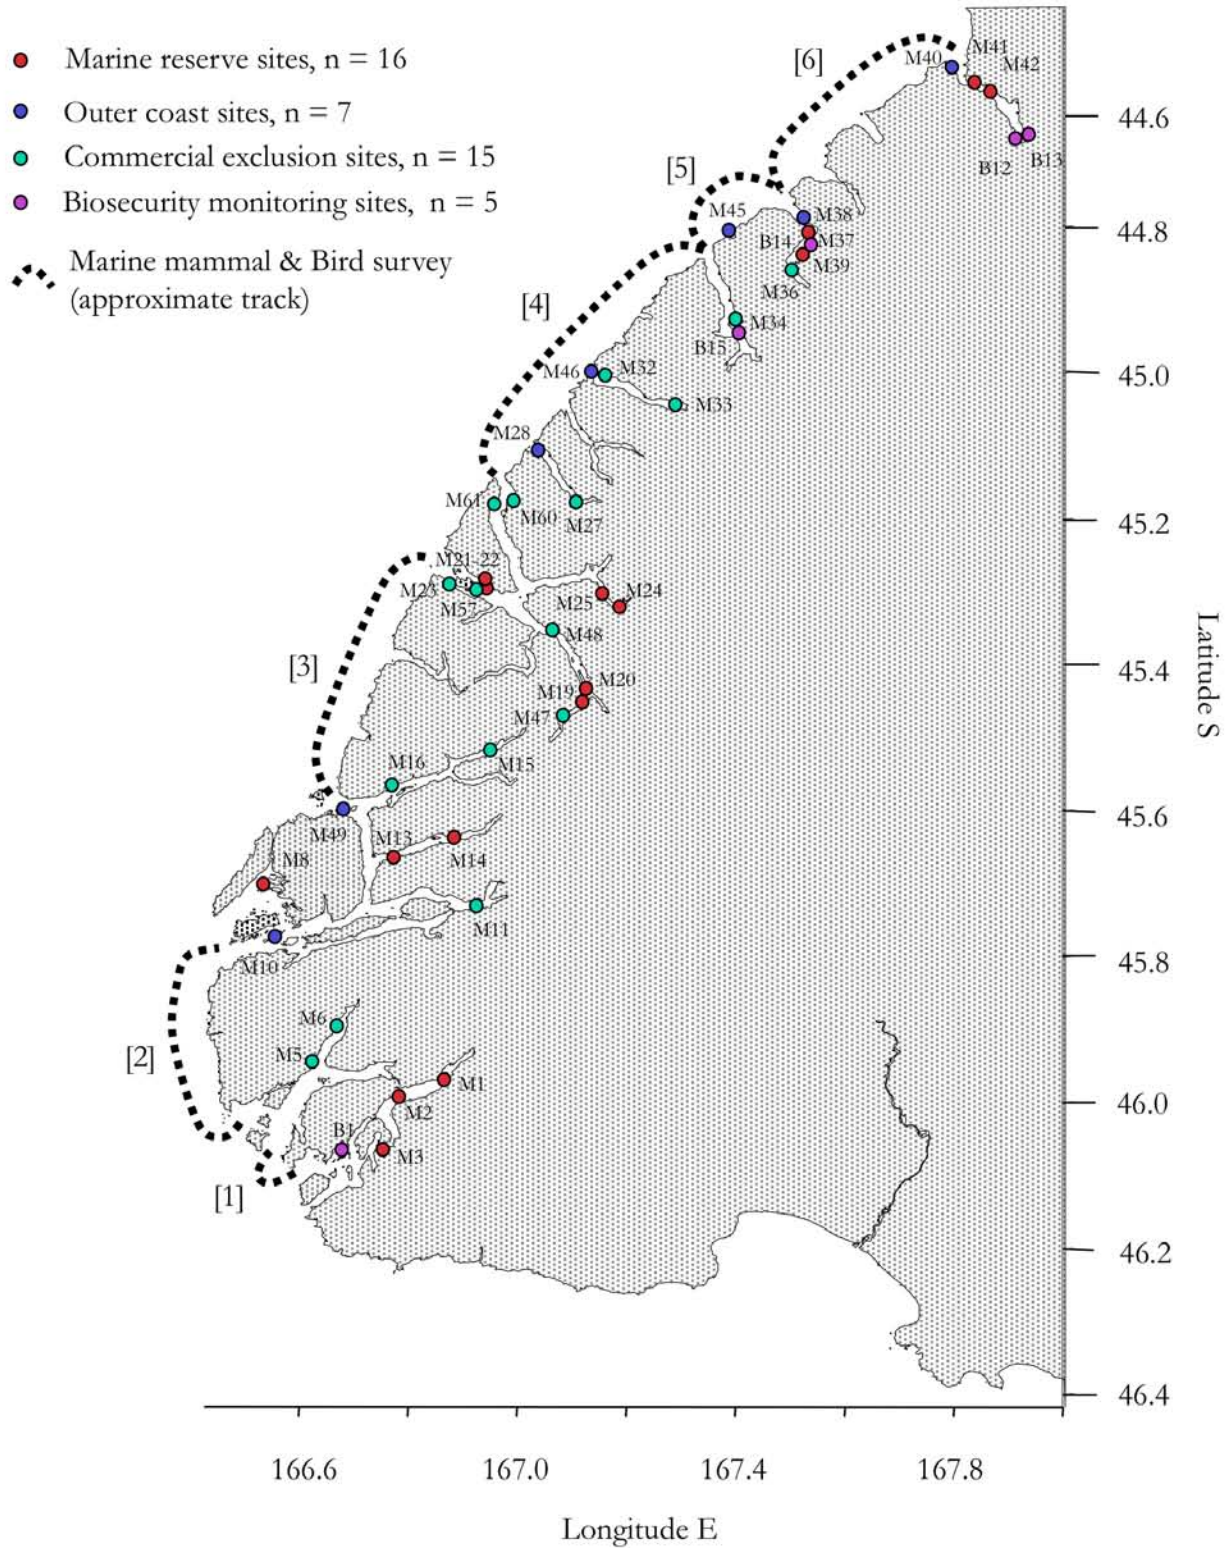 Marine reserve sites, n = 16
Outer coast sites, n = 7
Commercial exclusion sites, n = 15
Biosecurity monitoring sites, n = 5
Marine mammal & Bird survey
(approximate track)
[6]
M40
M41
M42
44.6
B12
B13
[5]
M45
M38
44.8
B14
M37
M39
M36
[4]
M34
B15
M46
M32
45.0
M33
M28
M61
M60
M27
45.2
M21-22
M23
M57
M25
M24
M48
[3]
45.4
M19
M20
M47
M16
M15
Latitude S
45.6
M49
M13
M14
M8
M11
M10
45.8
M6
M5
[2]
M1
M2
46.0
B1
M3
[1]
46.2
46.4
166.6
167.0
167.4
167.8
Longitude E